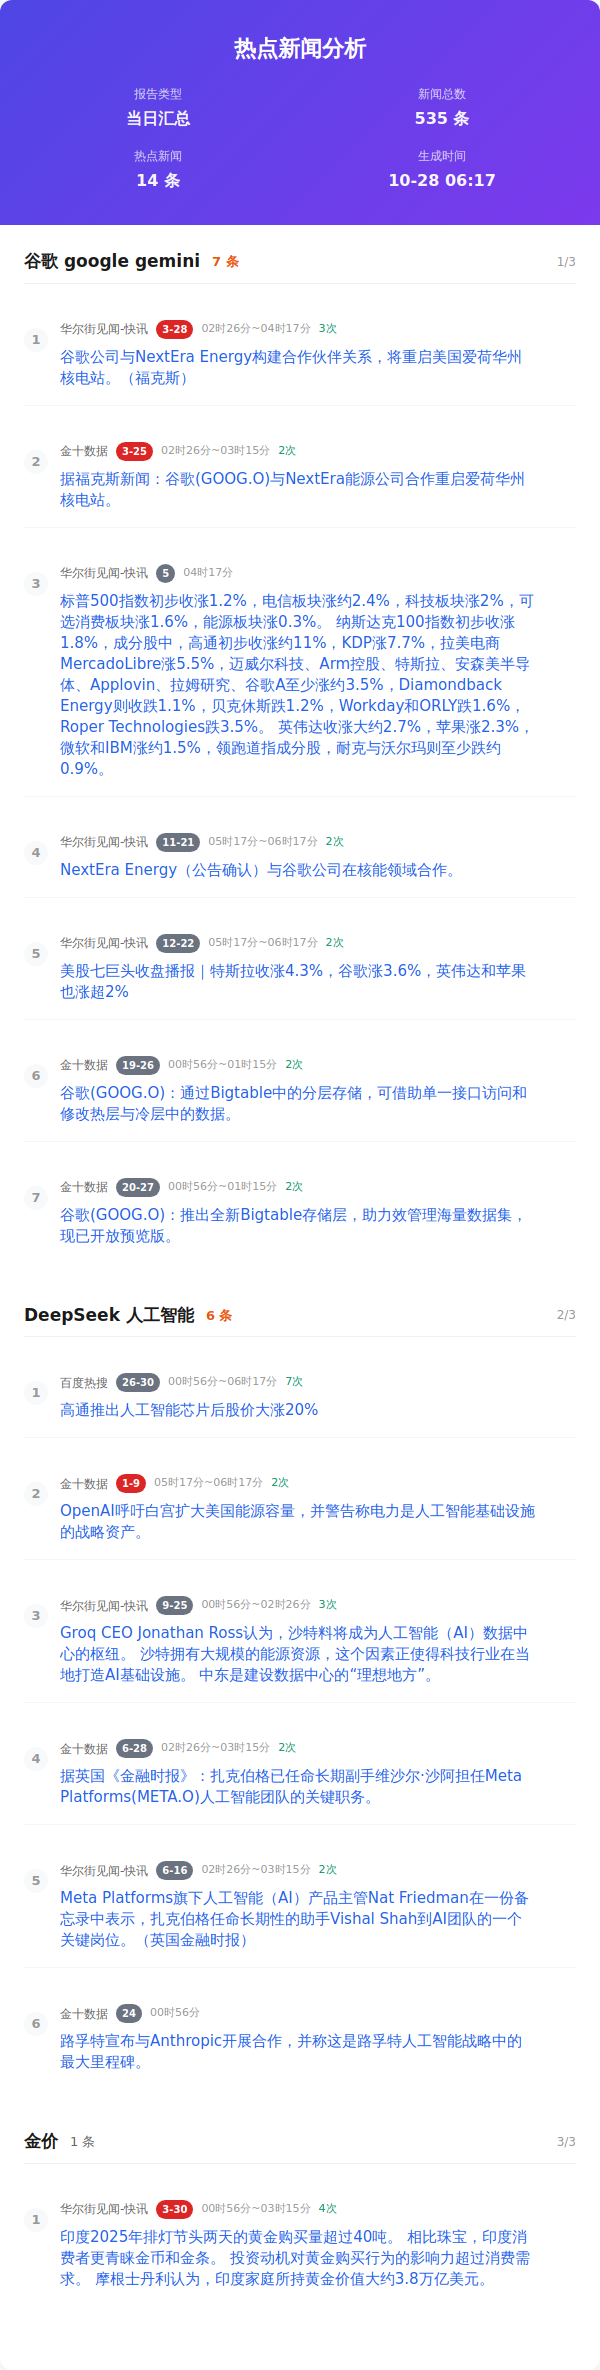 热点新闻分析
报告类型
当日汇总
新闻总数
535 条
热点新闻
14 条
生成时间
10-28 06:17
谷歌 google gemini 7 条 1/3
1
华尔街见闻-快讯 3-28 02时26分~04时17分 3次
谷歌公司与NextEra Energy构建合作伙伴关系，将重启美国爱荷华州
核电站。（福克斯）
2
金十数据 3-25 02时26分~03时15分 2次
据福克斯新闻：谷歌(GOOG.O)与NextEra能源公司合作重启爱荷华州
核电站。
3
华尔街见闻-快讯 5 04时17分
标普500指数初步收涨1.2%，电信板块涨约2.4%，科技板块涨2%，可
选消费板块涨1.6%，能源板块涨0.3%。 纳斯达克100指数初步收涨
1.8%，成分股中，高通初步收涨约11%，KDP涨7.7%，拉美电商
MercadoLibre涨5.5%，迈威尔科技、Arm控股、特斯拉、安森美半导
体、Applovin、拉姆研究、谷歌A至少涨约3.5%，Diamondback
Energy则收跌1.1%，贝克休斯跌1.2%，Workday和ORLY跌1.6%，
Roper Technologies跌3.5%。 英伟达收涨大约2.7%，苹果涨2.3%，
微软和IBM涨约1.5%，领跑道指成分股，耐克与沃尔玛则至少跌约
0.9%。
4
华尔街见闻-快讯 11-21 05时17分~06时17分 2次
NextEra Energy（公告确认）与谷歌公司在核能领域合作。
5
华尔街见闻-快讯 12-22 05时17分~06时17分 2次
美股七巨头收盘播报｜特斯拉收涨4.3%，谷歌涨3.6%，英伟达和苹果
也涨超2%
6
金十数据 19-26 00时56分~01时15分 2次
谷歌(GOOG.O)：通过Bigtable中的分层存储，可借助单一接口访问和
修改热层与冷层中的数据。
7
金十数据 20-27 00时56分~01时15分 2次
谷歌(GOOG.O)：推出全新Bigtable存储层，助力效管理海量数据集，
现已开放预览版。
DeepSeek 人工智能 6 条 2/3
1
百度热搜 26-30 00时56分~06时17分 7次
高通推出人工智能芯片后股价大涨20%
2
金十数据 1-9 05时17分~06时17分 2次
OpenAI呼吁白宫扩大美国能源容量，并警告称电力是人工智能基础设施
的战略资产。
3
华尔街见闻-快讯 9-25 00时56分~02时26分 3次
Groq CEO Jonathan Ross认为，沙特料将成为人工智能（AI）数据中
心的枢纽。 沙特拥有大规模的能源资源，这个因素正使得科技行业在当
地打造AI基础设施。 中东是建设数据中心的“理想地方”。
4
金十数据 6-28 02时26分~03时15分 2次
据英国《金融时报》：扎克伯格已任命长期副手维沙尔·沙阿担任Meta
Platforms(META.O)人工智能团队的关键职务。
5
华尔街见闻-快讯 6-16 02时26分~03时15分 2次
Meta Platforms旗下人工智能（AI）产品主管Nat Friedman在一份备
忘录中表示，扎克伯格任命长期性的助手Vishal Shah到AI团队的一个
关键岗位。（英国金融时报）
6
金十数据 24 00时56分
路孚特宣布与Anthropic开展合作，并称这是路孚特人工智能战略中的
最大里程碑。
金价 1 条 3/3
1
华尔街见闻-快讯 3-30 00时56分~03时15分 4次
印度2025年排灯节头两天的黄金购买量超过40吨。 相比珠宝，印度消
费者更青睐金币和金条。 投资动机对黄金购买行为的影响力超过消费需
求。 摩根士丹利认为，印度家庭所持黄金价值大约3.8万亿美元。